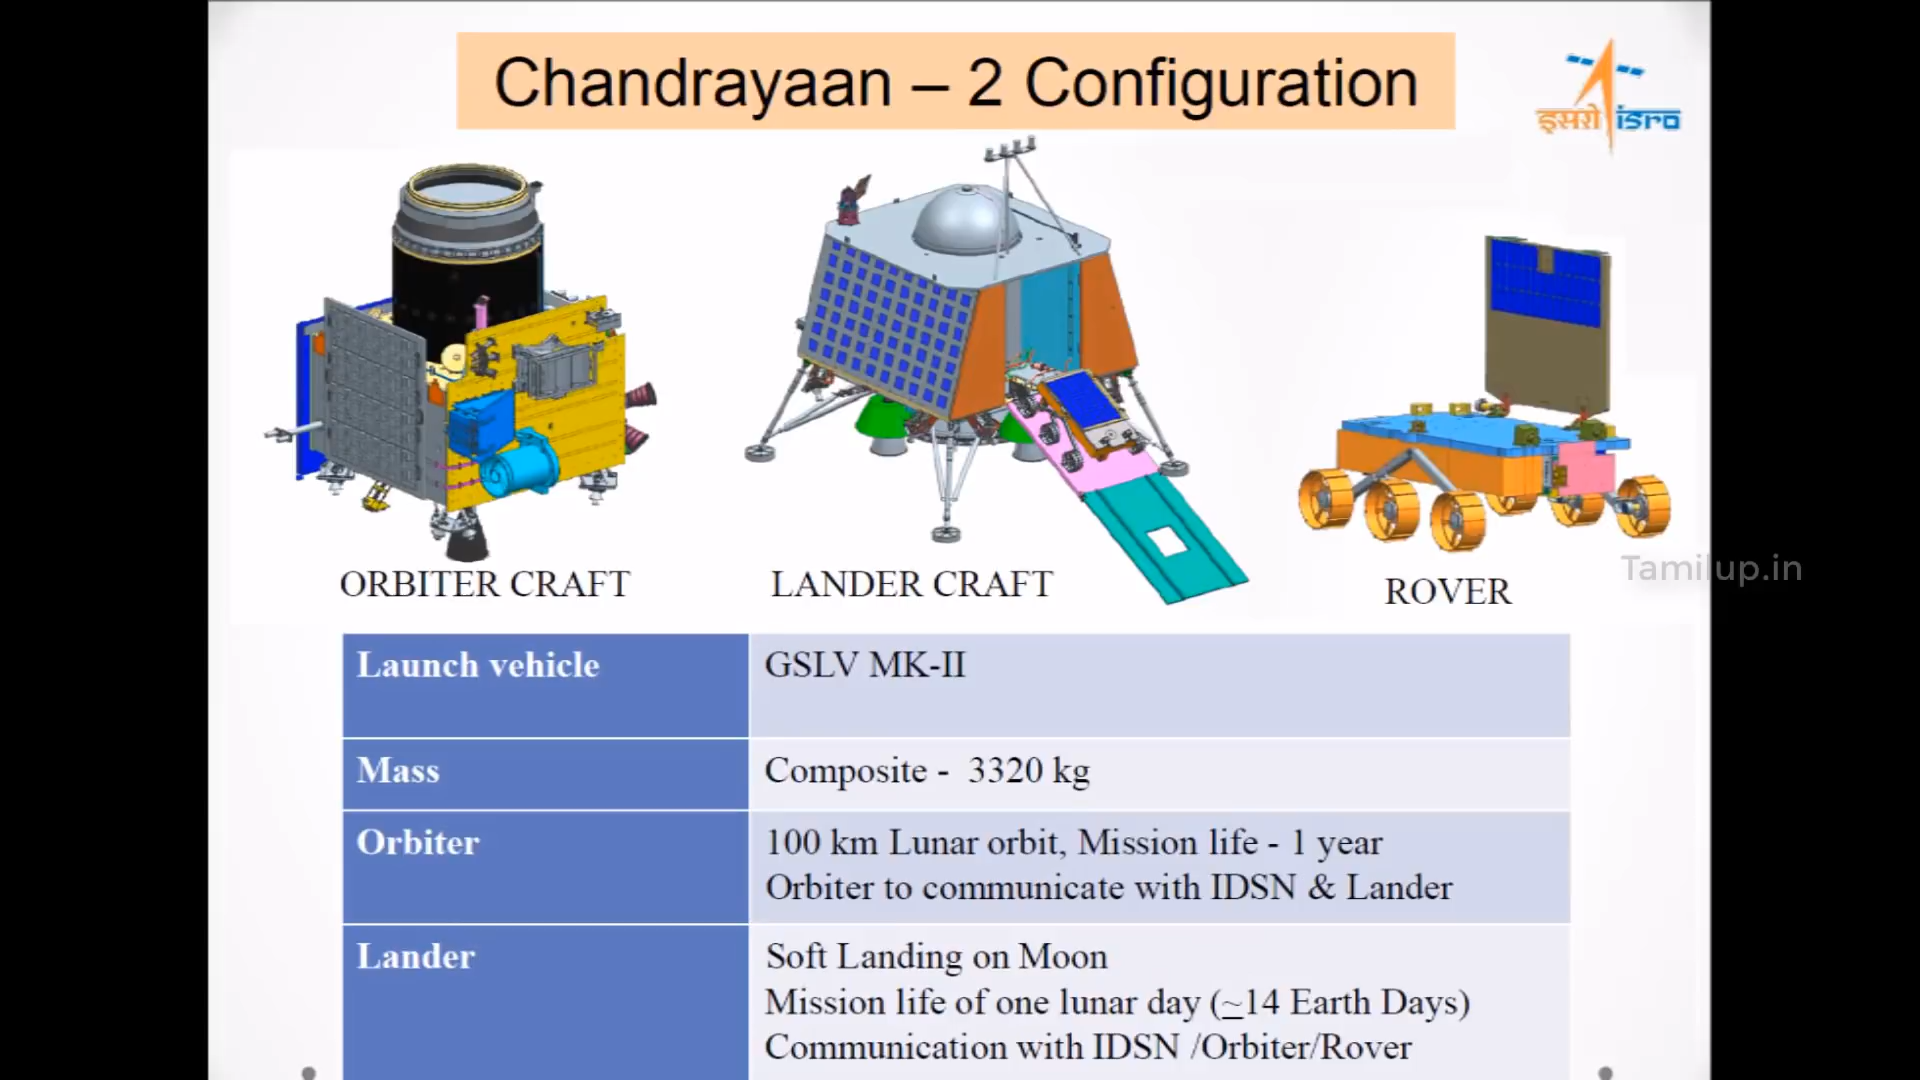 Chandrayaan – 2 Configuration
इसरो isro
ORBITER CRAFT
LANDER CRAFT
ROVER
Tamilup.in
Launch vehicle
GSLV MK-II
Mass
Composite - 3320 kg
Orbiter
100 km Lunar orbit, Mission life - 1 year
Orbiter to communicate with IDSN & Lander
Lander
Soft Landing on Moon
Mission life of one lunar day (~14 Earth Days)
Communication with IDSN /Orbiter/Rover